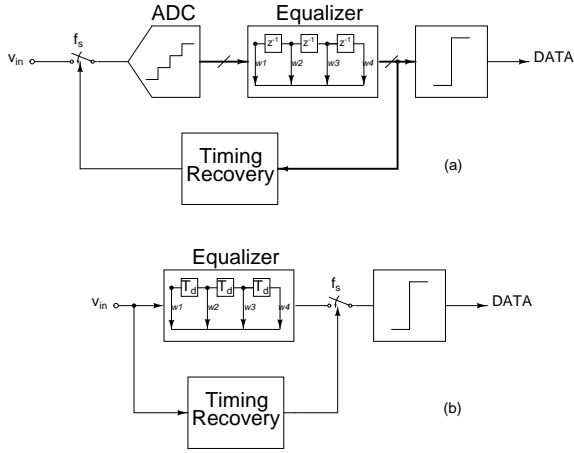 ADC
Equalizer
v_in
f_s
z⁻¹ z⁻¹ z⁻¹
w1 w2 w3 w4
DATA
Timing
Recovery
(a)
Equalizer
v_in
T_d T_d T_d
w1 w2 w3 w4
f_s
DATA
Timing
Recovery
(b)